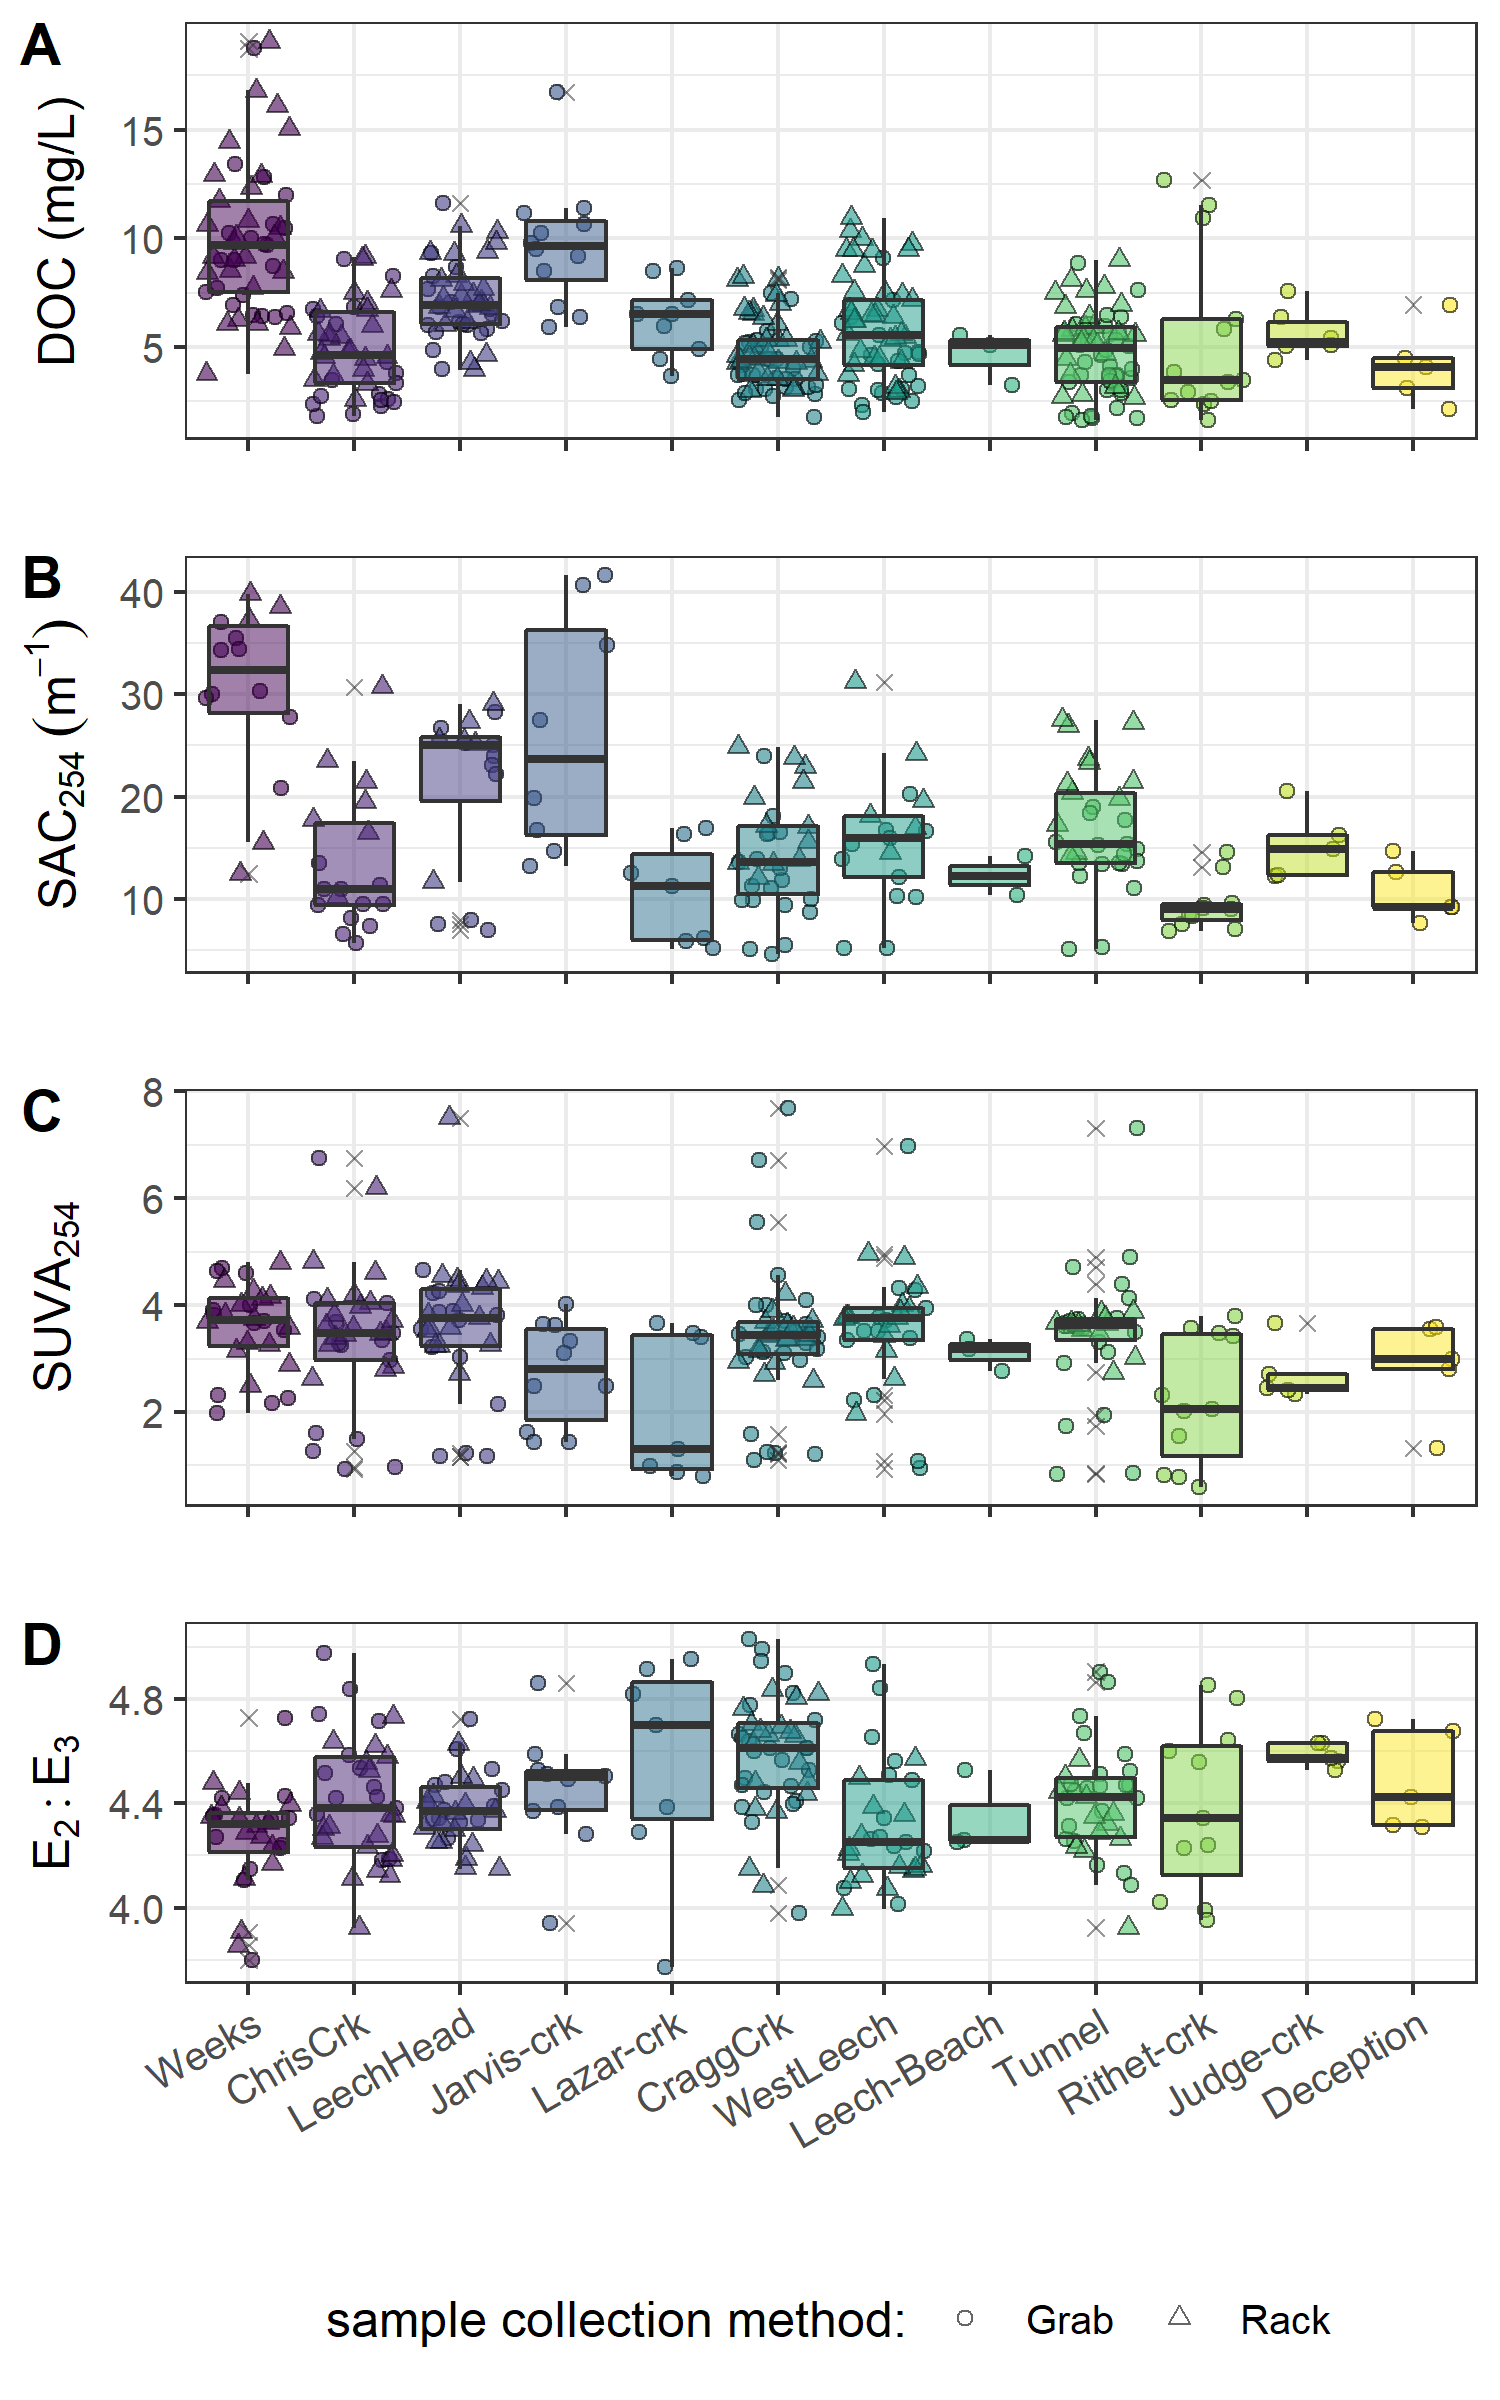 A
DOC (mg/L)
15
10
5
B
SAC₂₅₄ (m⁻¹)
40
30
20
10
C
SUVA₂₅₄
8
6
4
2
D
E₂ : E₃
4.8
4.4
4.0
Weeks
ChrisCrk
LeechHead
Jarvis-crk
Lazar-crk
CraggCrk
WestLeech
Leech-Beach
Tunnel
Rithet-crk
Judge-crk
Deception
sample collection method: Grab Rack